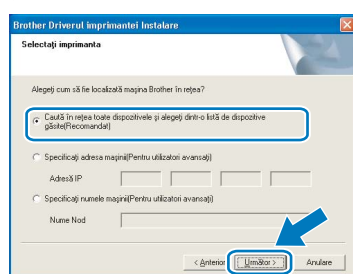 Brother Driverul imprimantei Instalare
Selectaţi imprimanta
Alegeţi cum să fie localizată maşina Brother în reţea?
Caută în reţea toate dispozitivele şi alegeţi dintr-o listă de dispozitive
găsite(Recomandat)
Specificaţi adresa maşinii(Pentru utilizatori avansaţi)
Adresă IP
Specificaţi numele maşinii(Pentru utilizatori avansaţi)
Nume Nod
< Anterior Următor > Anulare